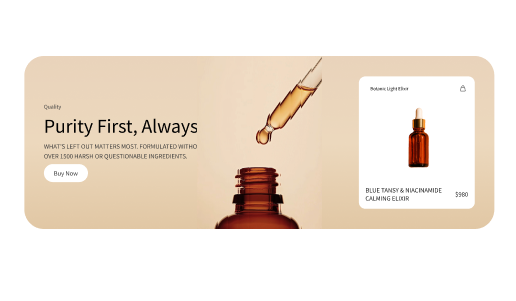 Quality
Purity First, Always
WHAT'S LEFT OUT MATTERS MOST. FORMULATED WITHO
OVER 1500 HARSH OR QUESTIONABLE INGREDIENTS.
Buy Now
Botanic Light Elixir
BLUE TANSY & NIACINAMIDE
CALMING ELIXIR
$980